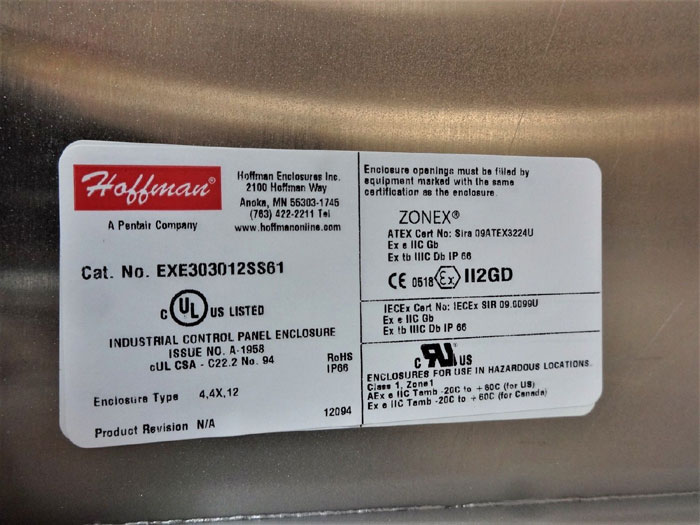 Hoffman®
A Pentair Company
Hoffman Enclosures Inc.
2100 Hoffman Way
Anoka, MN 55303-1745
(763) 422-2211 Tel
www.hoffmanonline.com
Cat. No. EXE303012SS61
c UL US LISTED
INDUSTRIAL CONTROL PANEL ENCLOSURE
ISSUE NO. A-1958
cUL CSA - C22.2 No. 94
RoHS
IP66
Enclosure Type 4,4X,12
12094
Product Revision N/A
Enclosure openings must be filled by
equipment marked with the same
certification as the enclosure.
ZONEX®
ATEX Cert No: Sira 09ATEX3224U
Ex e IIC Gb
Ex tb IIIC Db IP 66
CE 0518 Ex II2GD
IECEx Cert No: IECEx SIR 09.0099U
Ex e IIC Gb
Ex tb IIIC Db IP 66
c RU US
ENCLOSURES FOR USE IN HAZARDOUS LOCATIONS
Class 1, Zone1
AEx e IIC Tamb -20C to +60C (for US)
Ex e IIC Tamb -20C to +60C (for Canada)